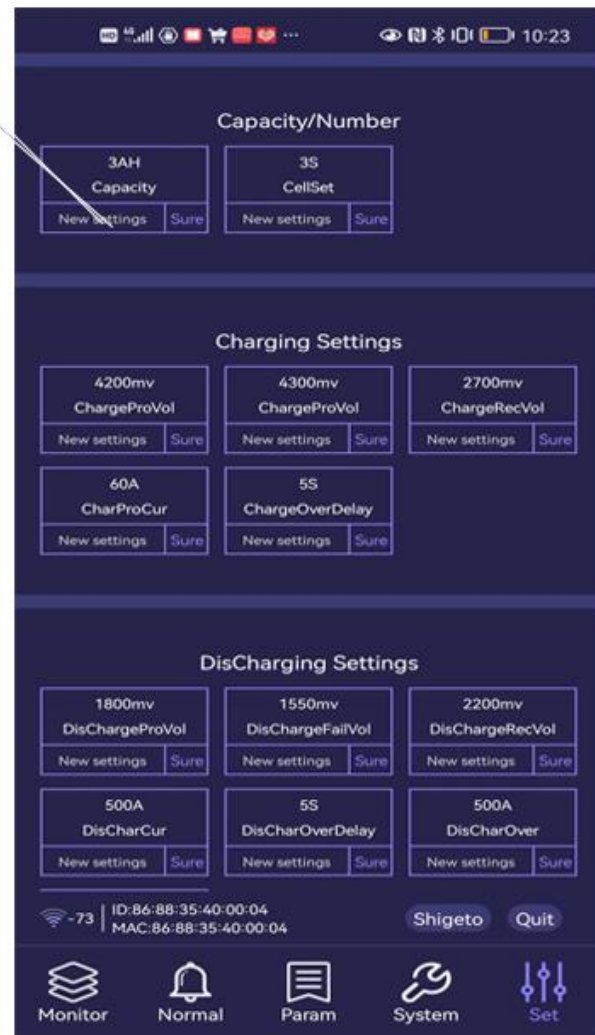 HD 4G 10:23
Capacity/Number
3AH 3S
Capacity CellSet
New settings Sure New settings Sure
Charging Settings
4200mv 4300mv 2700mv
ChargeProVol ChargeProVol ChargeRecVol
New settings Sure New settings Sure New settings Sure
60A 5S
CharProCur ChargeOverDelay
New settings Sure New settings Sure
DisCharging Settings
1800mv 1550mv 2200mv
DisChargeProVol DisChargeFailVol DisChargeRecVol
New settings Sure New settings Sure New settings Sure
500A 5S 500A
DisCharCur DisCharOverDelay DisCharOver
New settings Sure New settings Sure New settings Sure
-73 ID:86:88:35:40:00:04 Shigeto Quit
MAC:86:88:35:40:00:04
Monitor Normal Param System Set